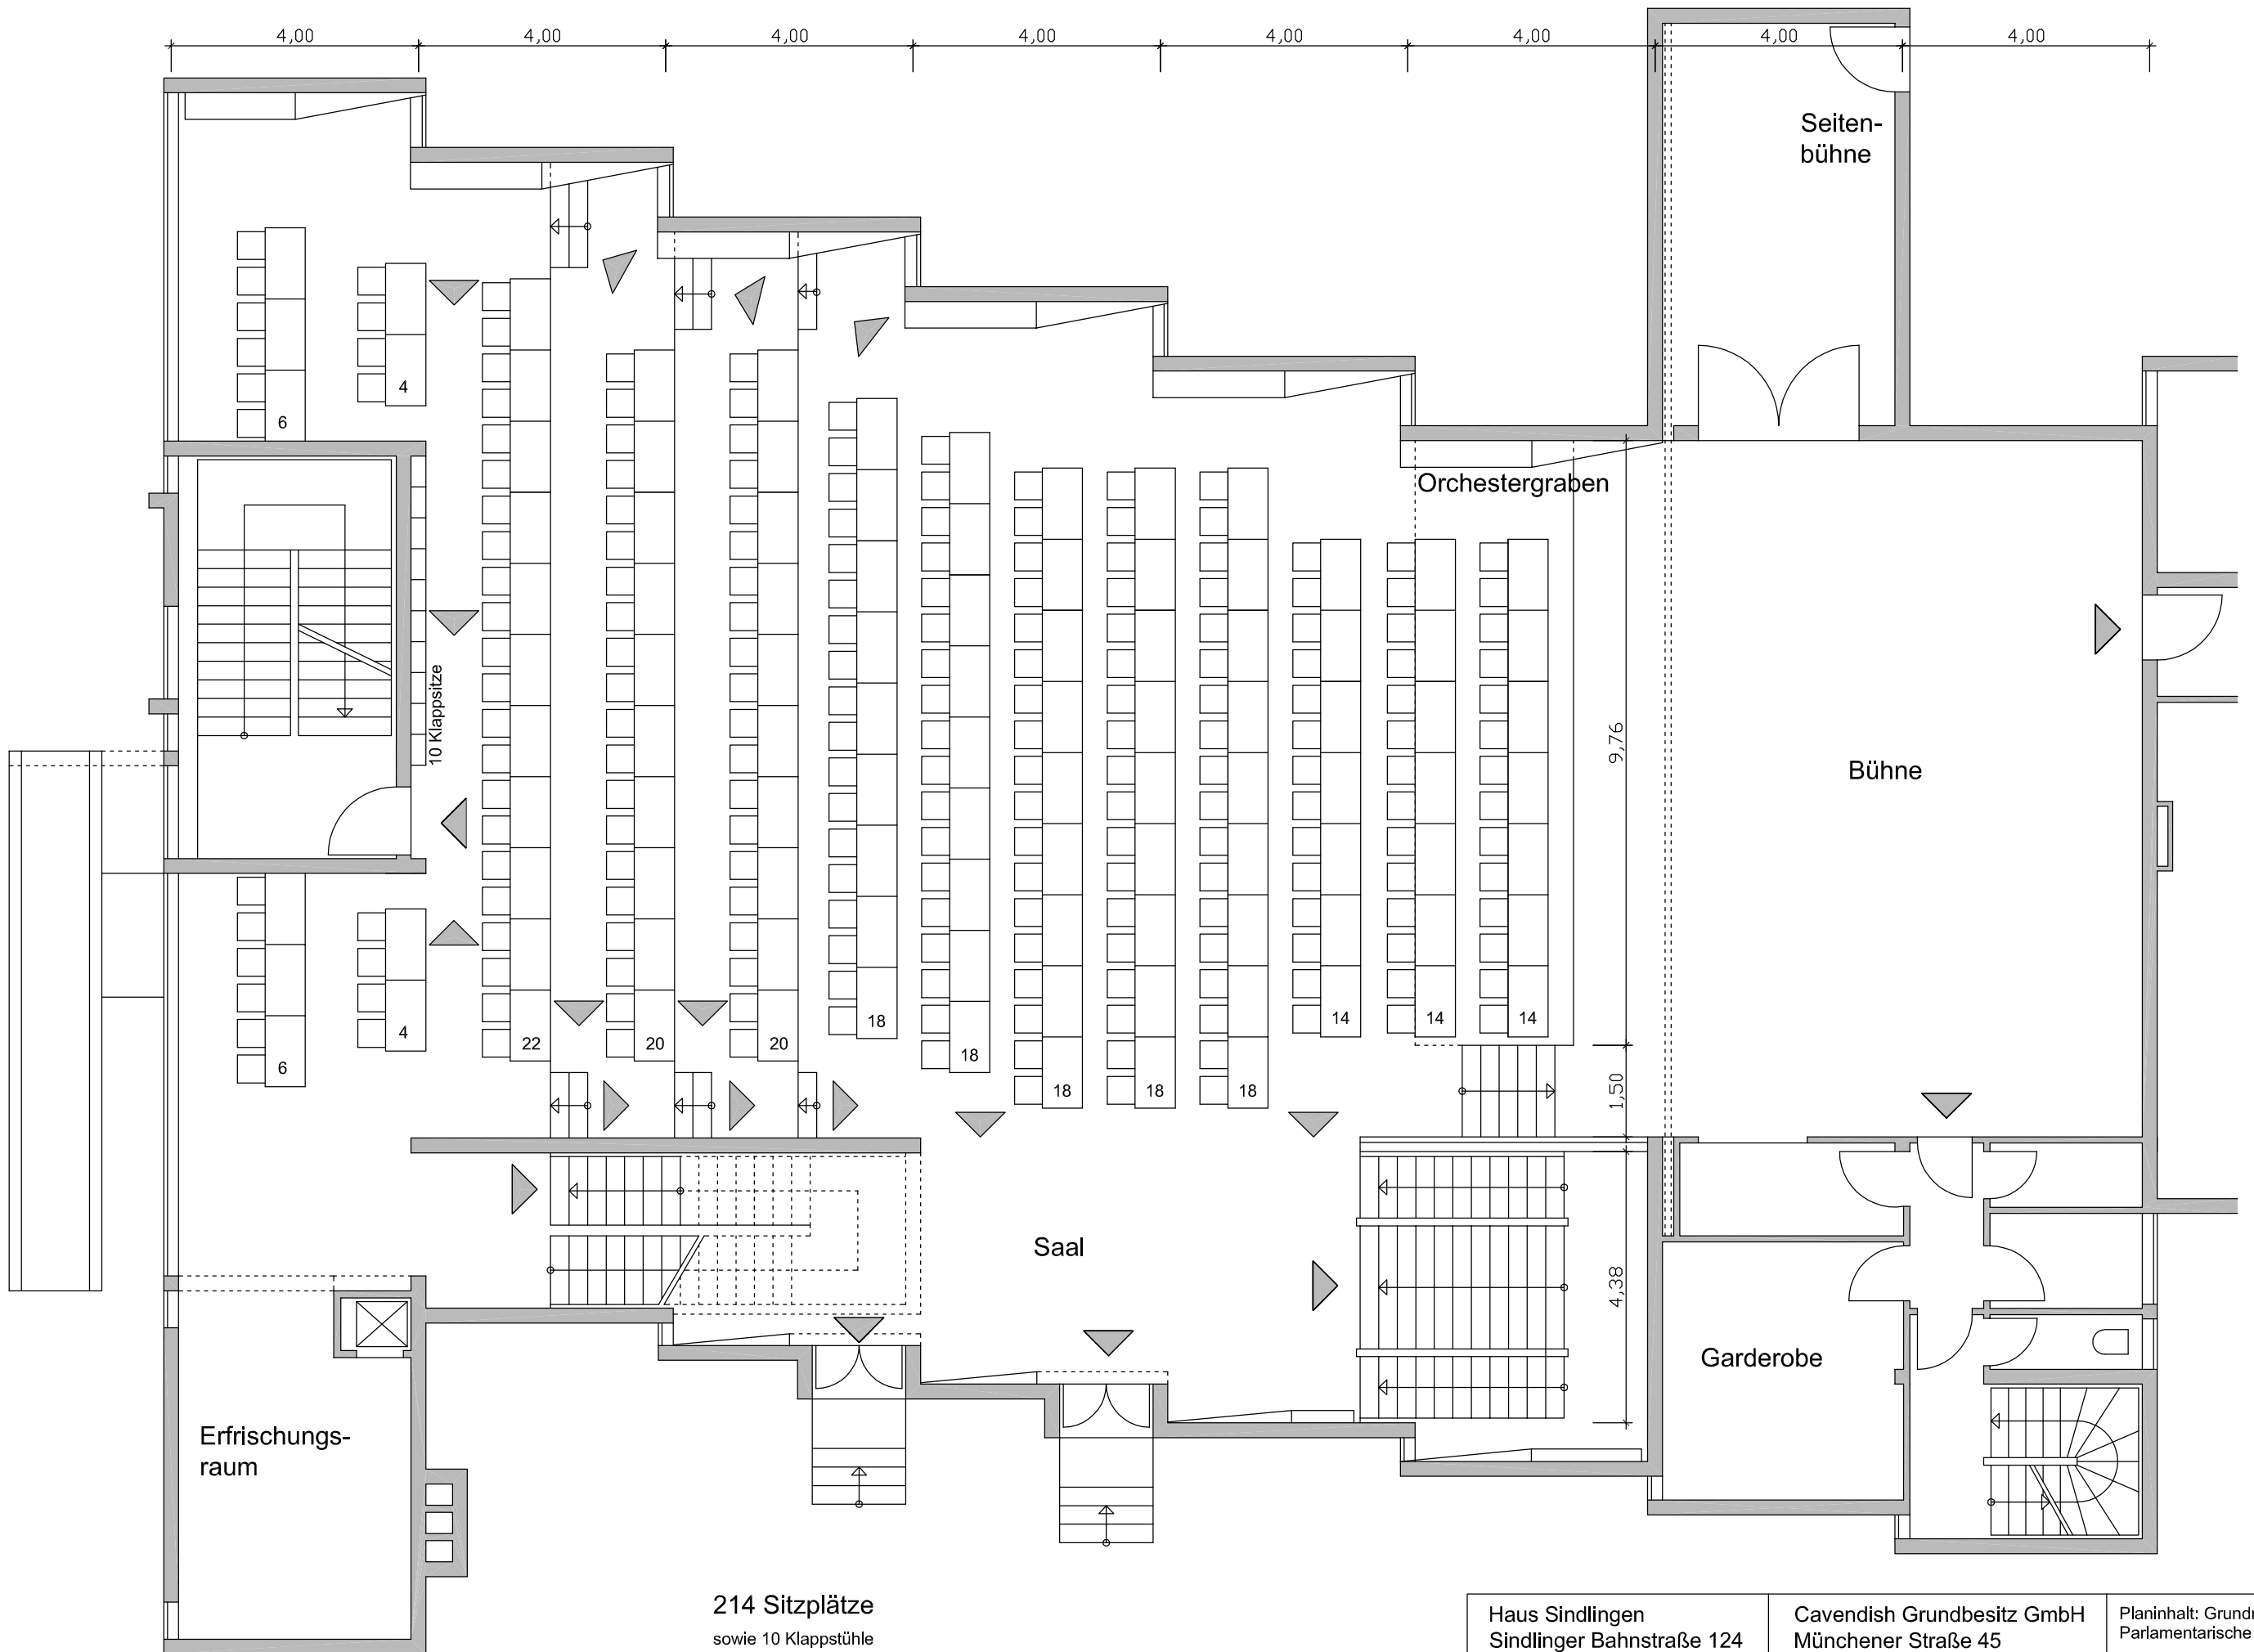 4,00 4,00 4,00 4,00 4,00 4,00 4,00 4,00
Seiten-
bühne
4
6
Orchestergraben
10 Klappsitze
9,76
Bühne
18
14 14 14
4
22 20 20
18
6
18 18 18
1,50
Saal
4,38
Garderobe
Erfrischungs-
raum
214 Sitzplätze
sowie 10 Klappstühle
Haus Sindlingen
Sindlinger Bahnstraße 124
Cavendish Grundbesitz GmbH
Münchener Straße 45
Planinhalt:
Parlamentarische